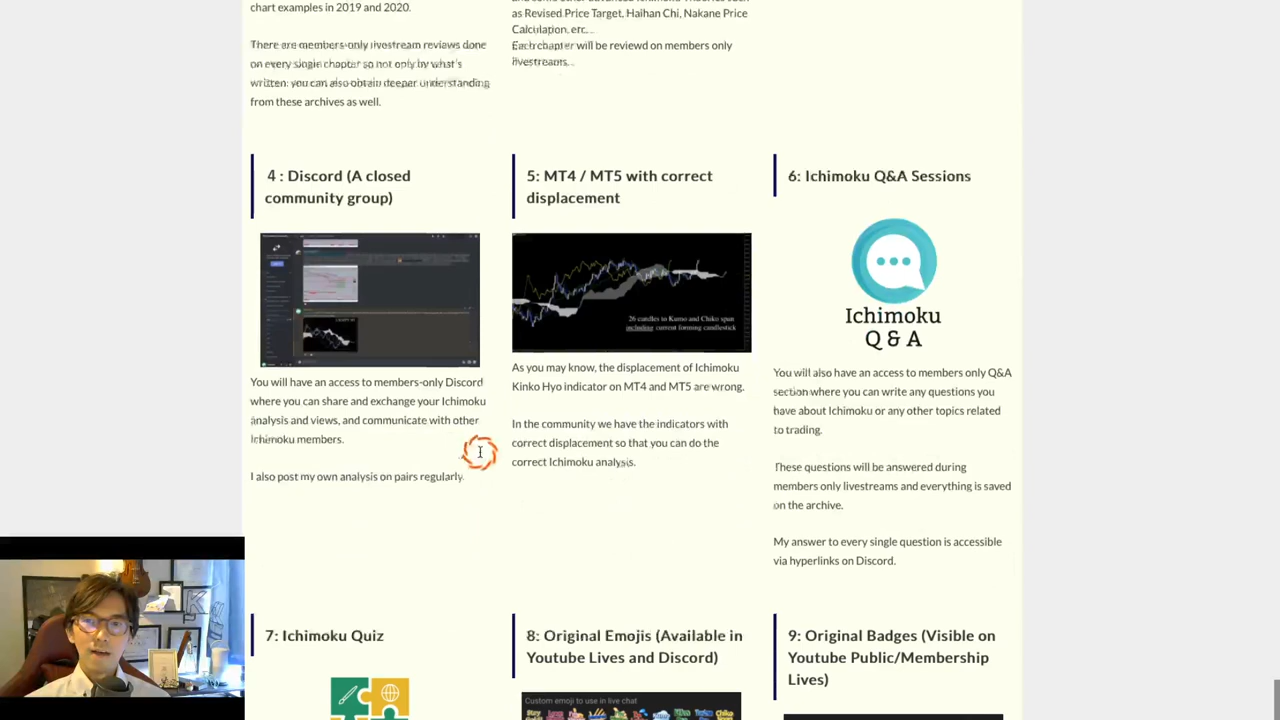 chart examples in 2019 and 2020.
There are members-only livestream reviews done
on every single chapter so not only by what's
written, you can also obtain deeper understanding
from these archives as well.
as Revised Price Target, Haihan Chi, Nakane Price
Calculation, etc..
Each chapter will be reviewd on members only
livestreams.
4 : Discord (A closed
community group)
You will have an access to members-only Discord
where you can share and exchange your Ichimoku
analysis and views, and communicate with other
Ichimoku members.
I also post my own analysis on pairs regularly.
5: MT4 / MT5 with correct
displacement
26 candles to Kumo and Chiko span
including current forming candlestick
As you may know, the displacement of Ichimoku
Kinko Hyo indicator on MT4 and MT5 are wrong.
In the community we have the indicators with
correct displacement so that you can do the
correct Ichimoku analysis.
6: Ichimoku Q&A Sessions
Ichimoku
Q & A
You will also have an access to members only Q&A
section where you can write any questions you
have about Ichimoku or any other topics related
to trading.
These questions will be answered during
members only livestreams and everything is saved
on the archive.
My answer to every single question is accessible
via hyperlinks on Discord.
7: Ichimoku Quiz
8: Original Emojis (Available in
Youtube Lives and Discord)
Custom emoji to use in live chat
9: Original Badges (Visible on
Youtube Public/Membership
Lives)